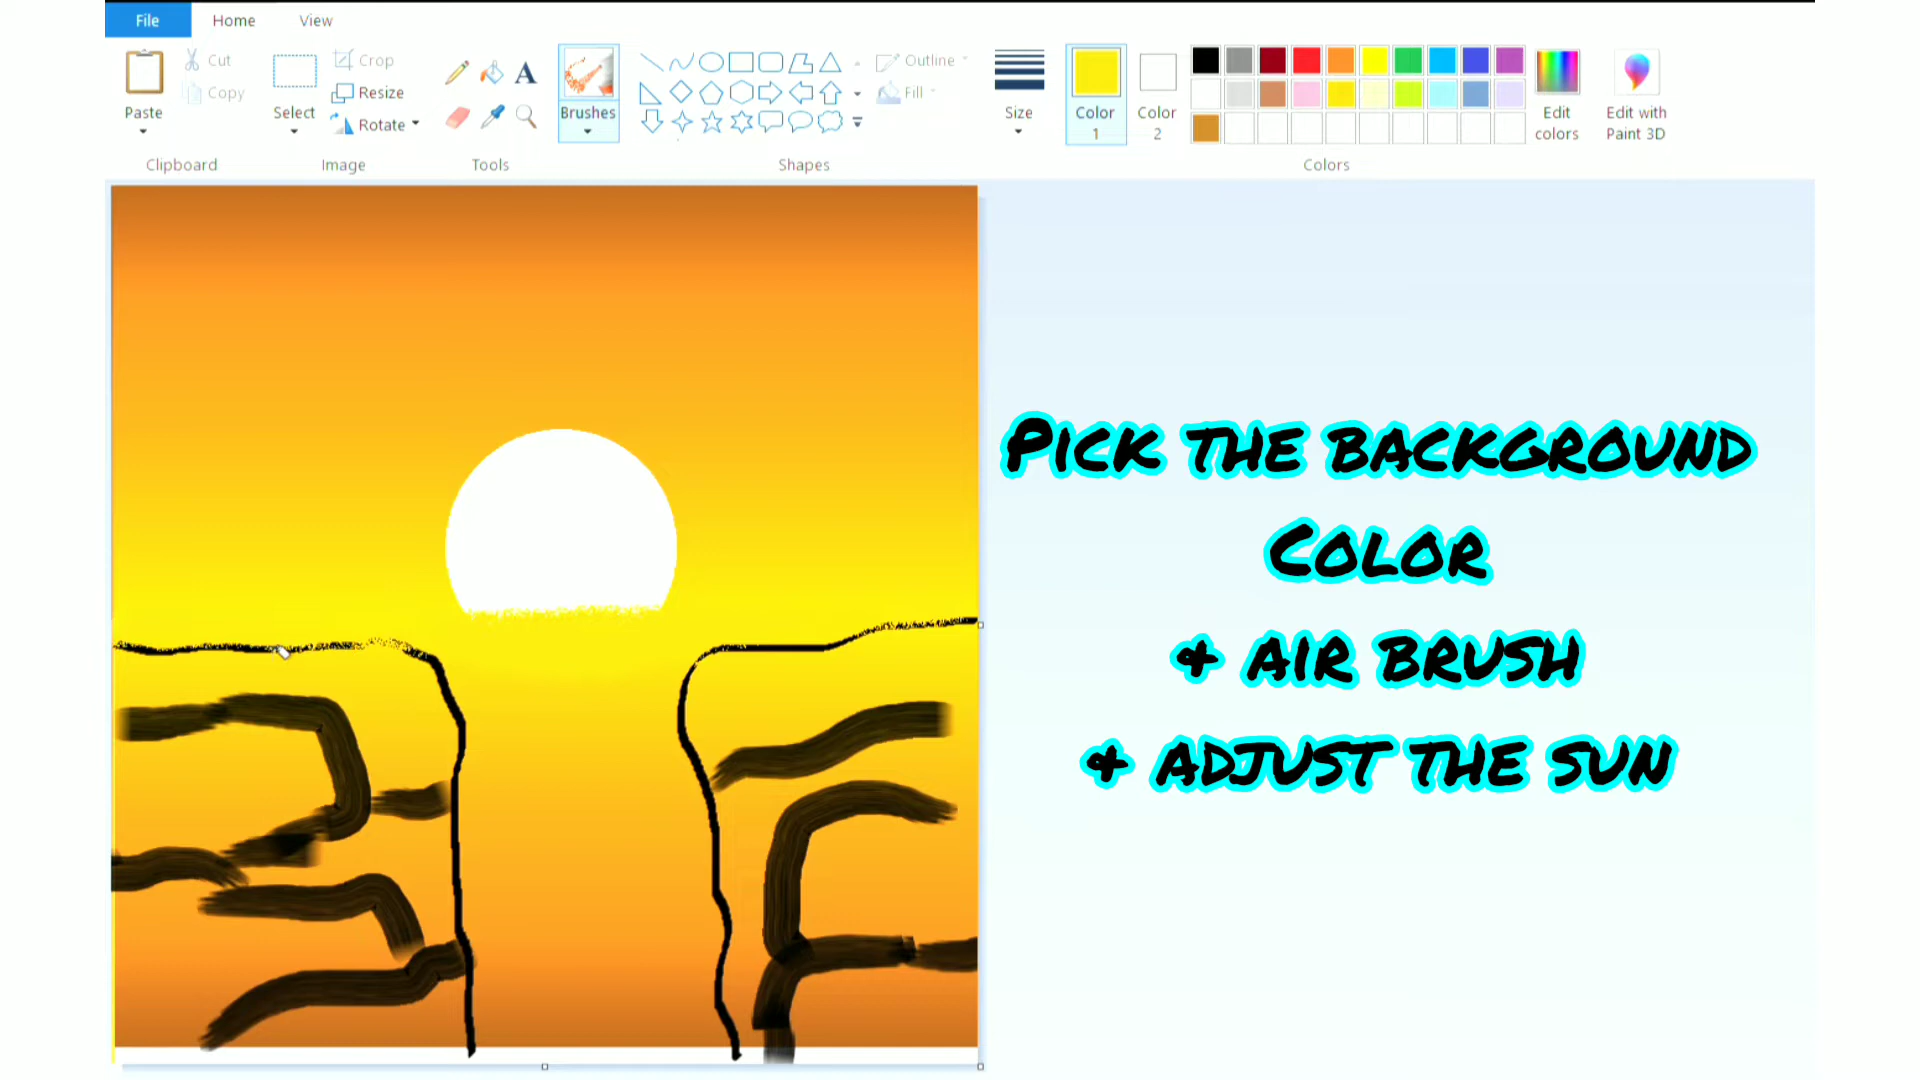 File Home View
Paste
Cut
Copy
Clipboard
Select
Crop
Resize
Rotate
Image
A
Tools
Brushes
Outline
Fill
Shapes
Size
Color
1
Color
2
Edit
colors
Edit with
Paint 3D
Colors
PICK THE BACKGROUND
COLOR
& AIR BRUSH
& ADJUST THE SUN